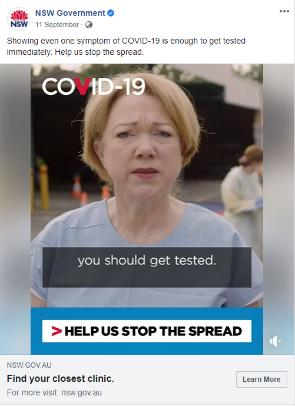 NSW Government
NSW
GOVERNMENT
11 September ·
Showing even one symptom of COVID-19 is enough to get tested
immediately. Help us stop the spread.
COVID-19
you should get tested.
> HELP US STOP THE SPREAD
NSW.GOV.AU
Find your closest clinic.
For more visit: nsw.gov.au
Learn More